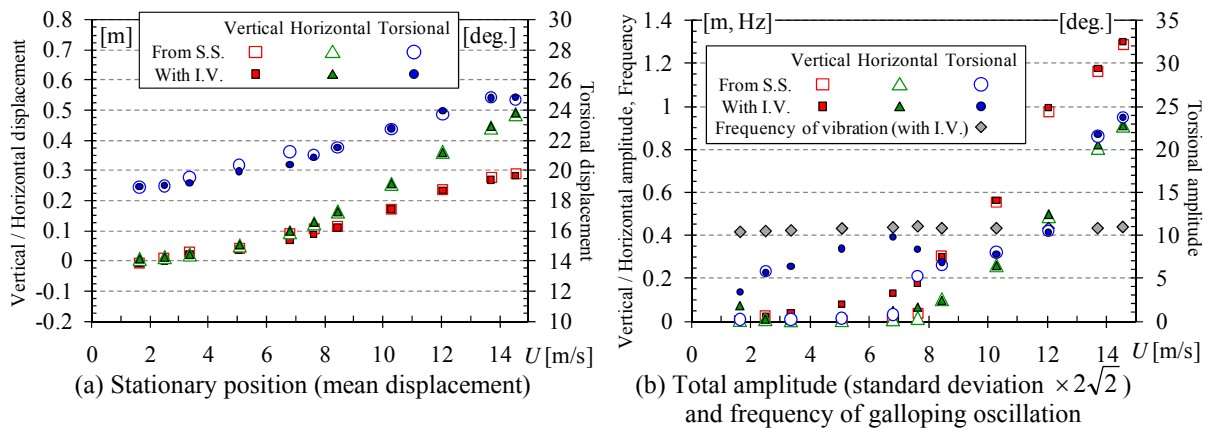 [m]
[deg.]
Vertical Horizontal Torsional
From S.S.
With I.V.
Vertical / Horizontal displacement
0.8
0.7
0.6
0.5
0.4
0.3
0.2
0.1
0
-0.1
-0.2
30
28
26
24
22
20
18
16
14
12
10
Torsional displacement
0 2 4 6 8 10 12 14 U [m/s]
(a) Stationary position (mean displacement)
[m, Hz]
[deg.]
Vertical Horizontal Torsional
From S.S.
With I.V.
Frequency of vibration (with I.V.)
Vertical / Horizontal amplitude, Frequency
1.4
1.2
1
0.8
0.6
0.4
0.2
0
35
30
25
20
15
10
5
0
Torsional amplitude
0 2 4 6 8 10 12 14 U [m/s]
(b) Total amplitude (standard deviation ×2√2)
and frequency of galloping oscillation